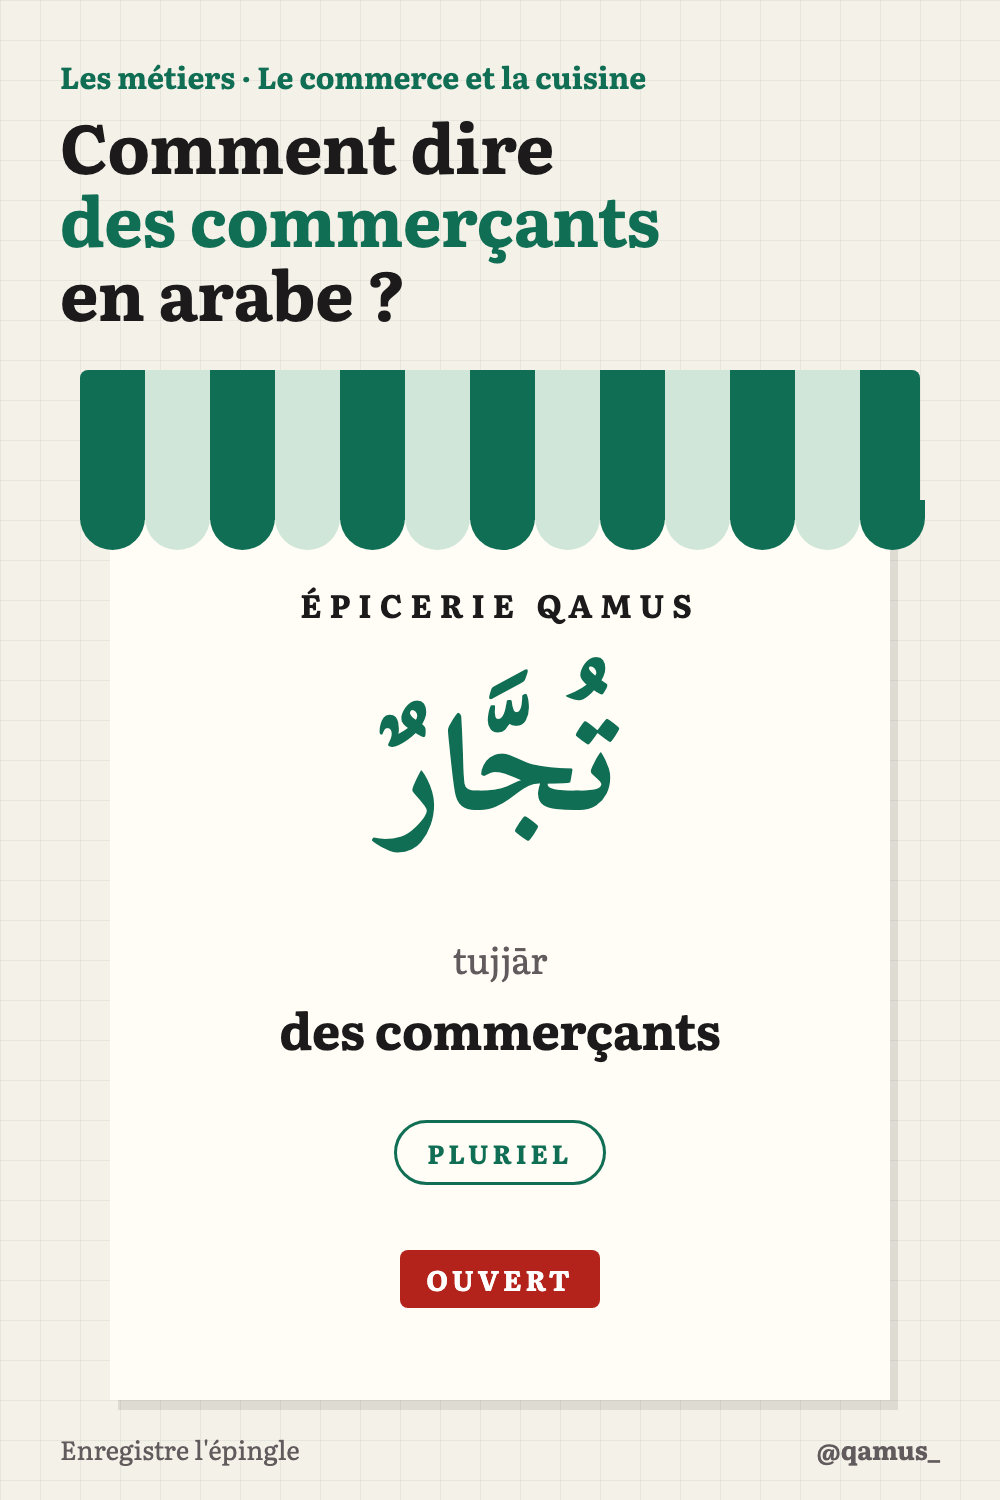 Les métiers · Le commerce et la cuisine
Comment dire
des commerçants
en arabe ?
ÉPICERIE QAMUS
تُجَّارٌ
tujjār
des commerçants
PLURIEL
OUVERT
Enregistre l'épingle
@qamus_